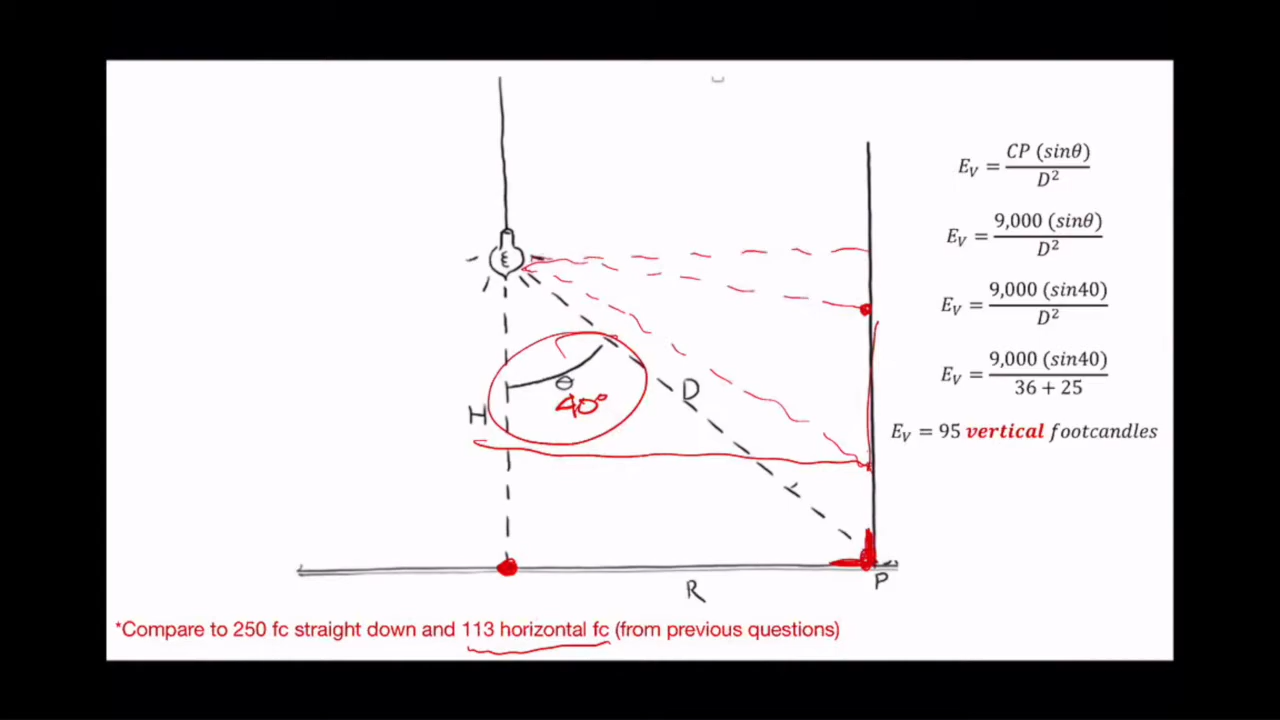 E_V = CP (sinθ) / D²
E_V = 9,000 (sinθ) / D²
E_V = 9,000 (sin40) / D²
E_V = 9,000 (sin40) / 36 + 25
E_V = 95 vertical footcandles
θ
40°
H
D
R
P
*Compare to 250 fc straight down and 113 horizontal fc (from previous questions)